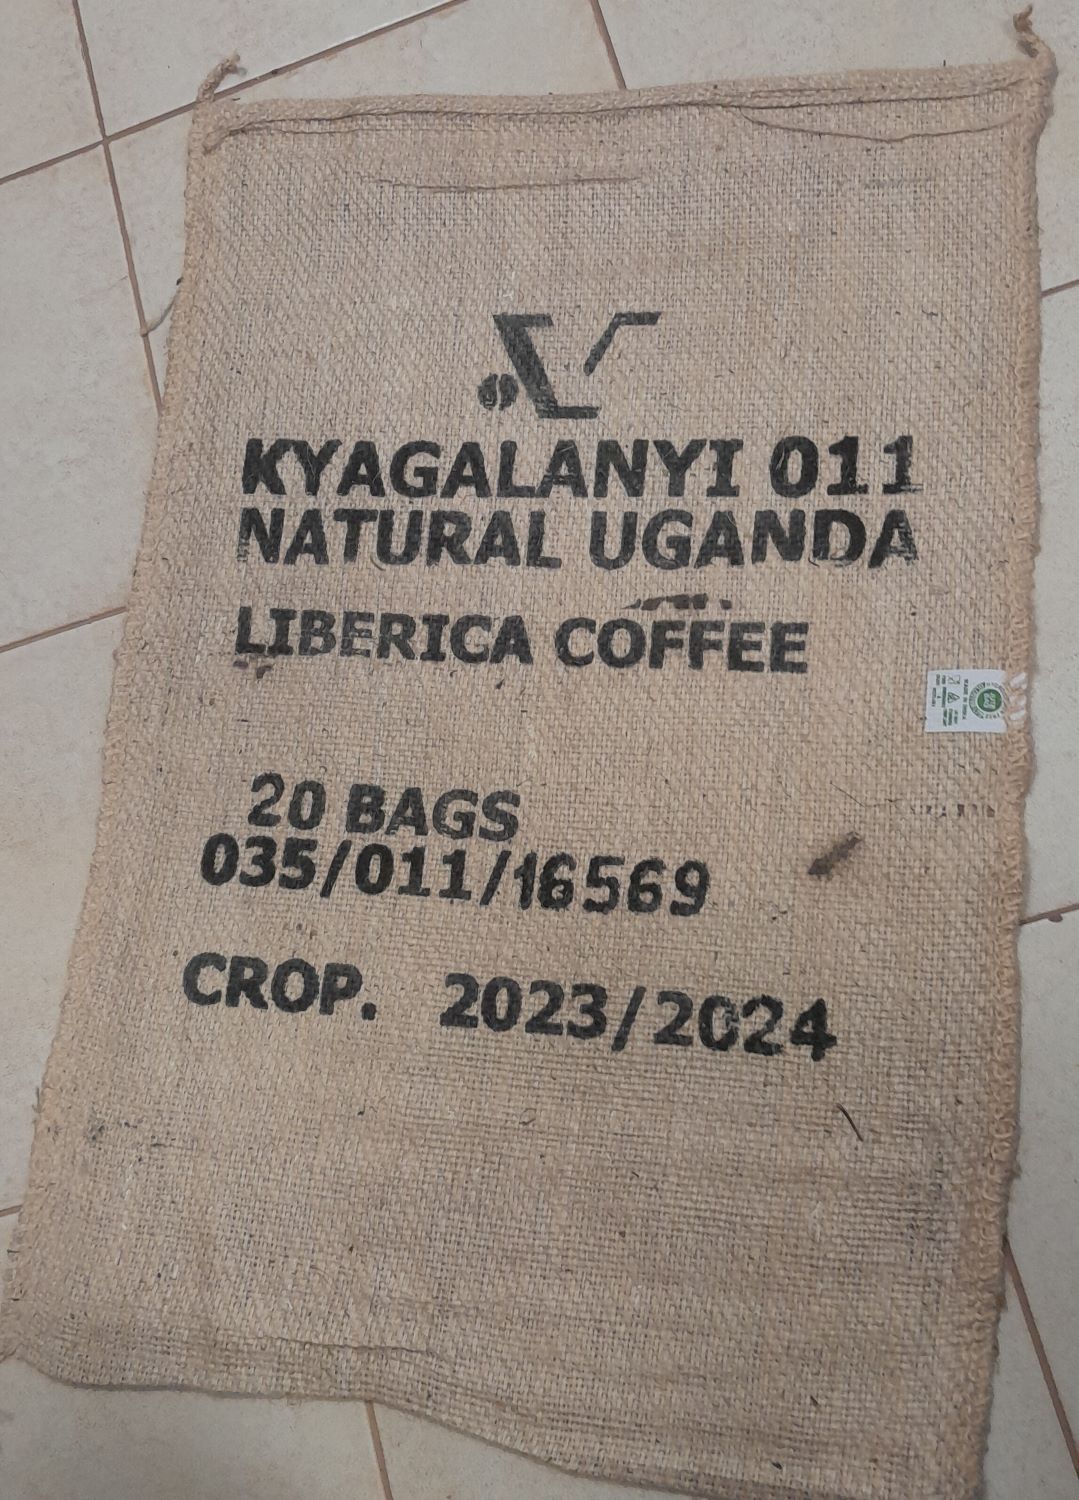 KYAGALANYI 011
NATURAL UGANDA
LIBERICA COFFEE
20 BAGS
035/011/16569
CROP. 2023/2024